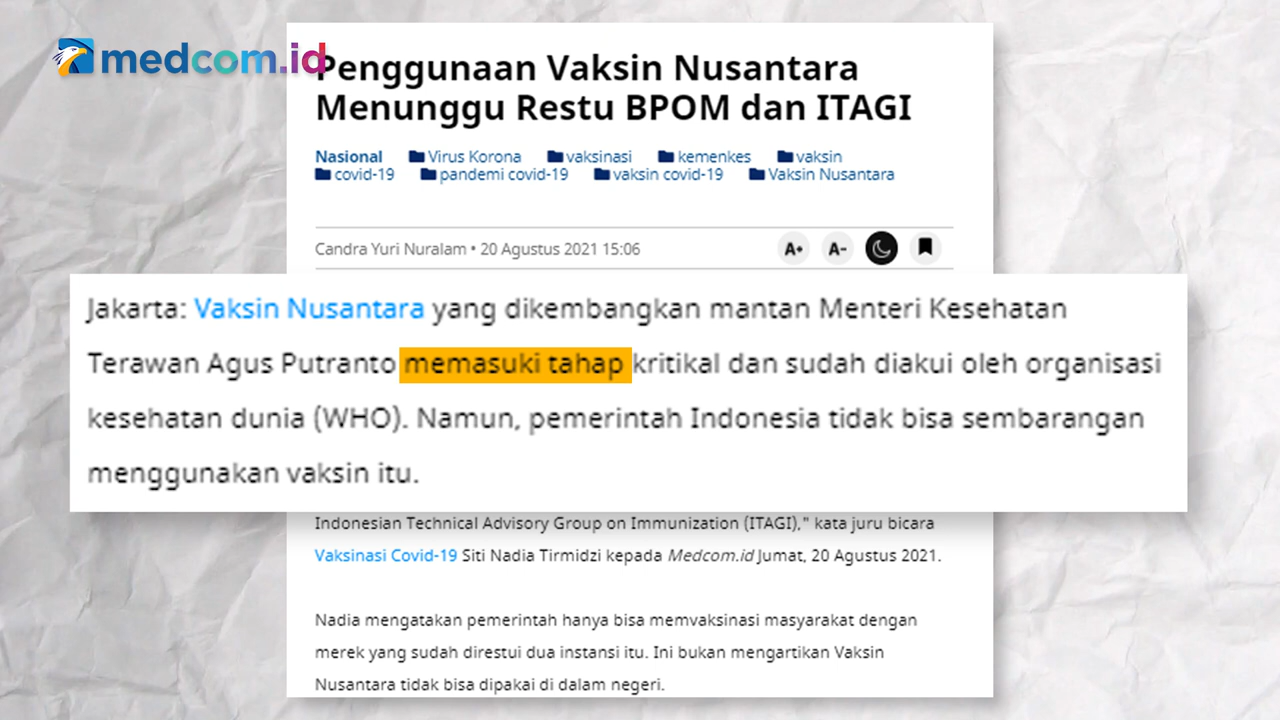 medcom.id
Penggunaan Vaksin Nusantara
Menunggu Restu BPOM dan ITAGI
Nasional Virus Korona vaksinasi kemenkes vaksin
covid-19 pandemi covid-19 vaksin covid-19 Vaksin Nusantara
Candra Yuri Nuralam • 20 Agustus 2021 15:06 A+ A-
Jakarta: Vaksin Nusantara yang dikembangkan mantan Menteri Kesehatan
Terawan Agus Putranto memasuki tahap kritikal dan sudah diakui oleh organisasi
kesehatan dunia (WHO). Namun, pemerintah Indonesia tidak bisa sembarangan
menggunakan vaksin itu.
Indonesian Technical Advisory Group on Immunization (ITAGI)," kata juru bicara
Vaksinasi Covid-19 Siti Nadia Tirmidzi kepada Medcom.id Jumat, 20 Agustus 2021.
Nadia mengatakan pemerintah hanya bisa memvaksinasi masyarakat dengan
merek yang sudah direstui dua instansi itu. Ini bukan mengartikan Vaksin
Nusantara tidak bisa dipakai di dalam negeri.